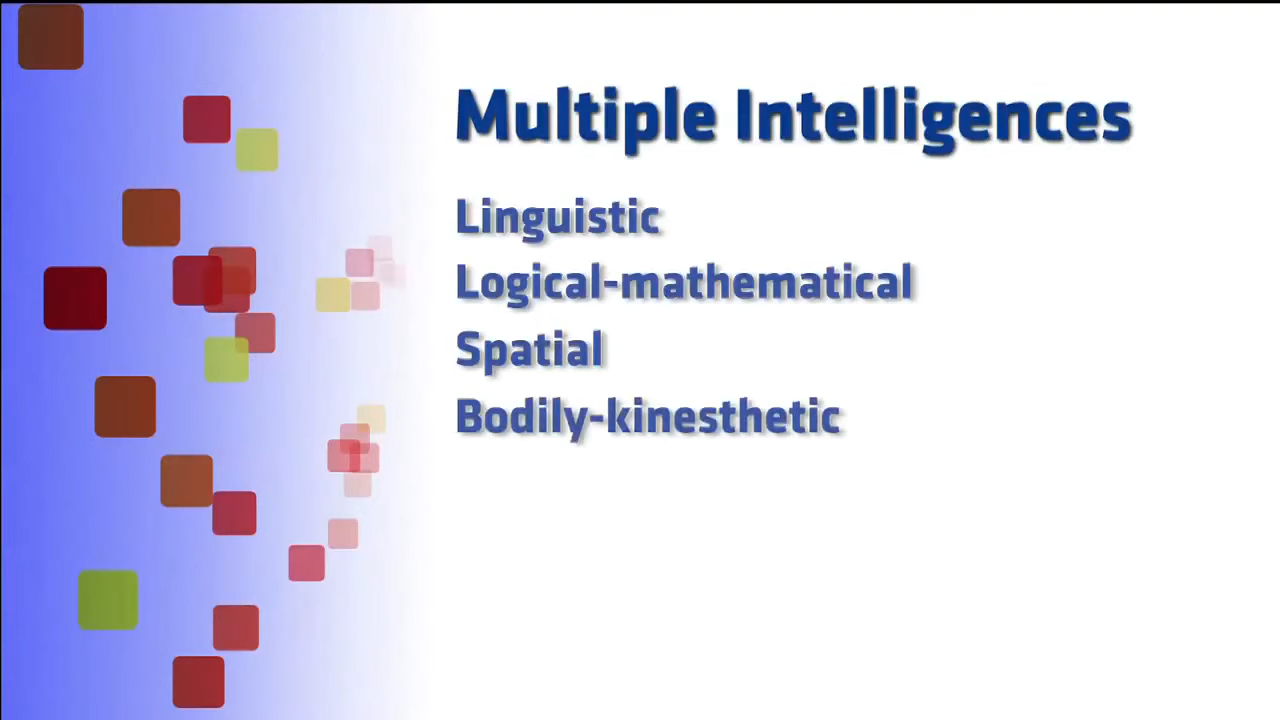 Multiple Intelligences
Linguistic
Logical-mathematical
Spatial
Bodily-kinesthetic